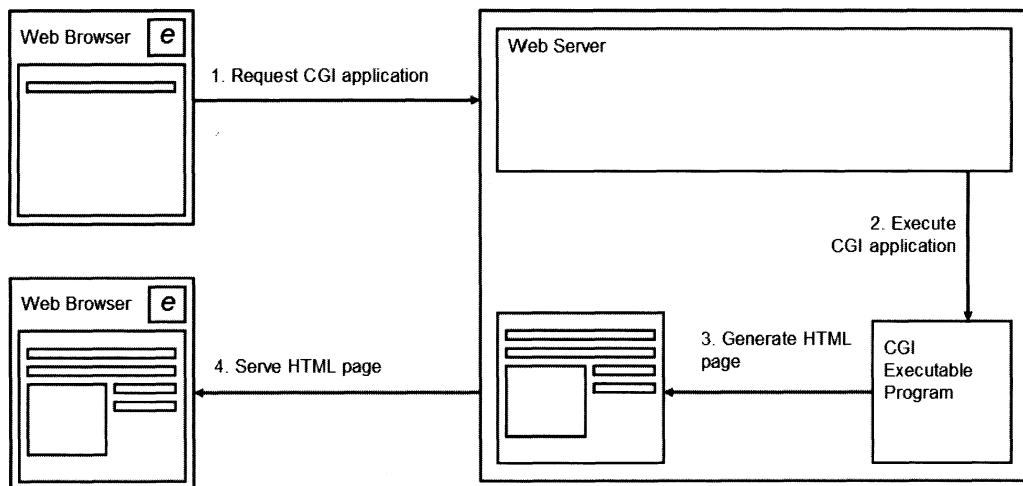 Web Browser e
1. Request CGI application
Web Server
2. Execute
CGI application
Web Browser e
4. Serve HTML page
3. Generate HTML
page
CGI
Executable
Program